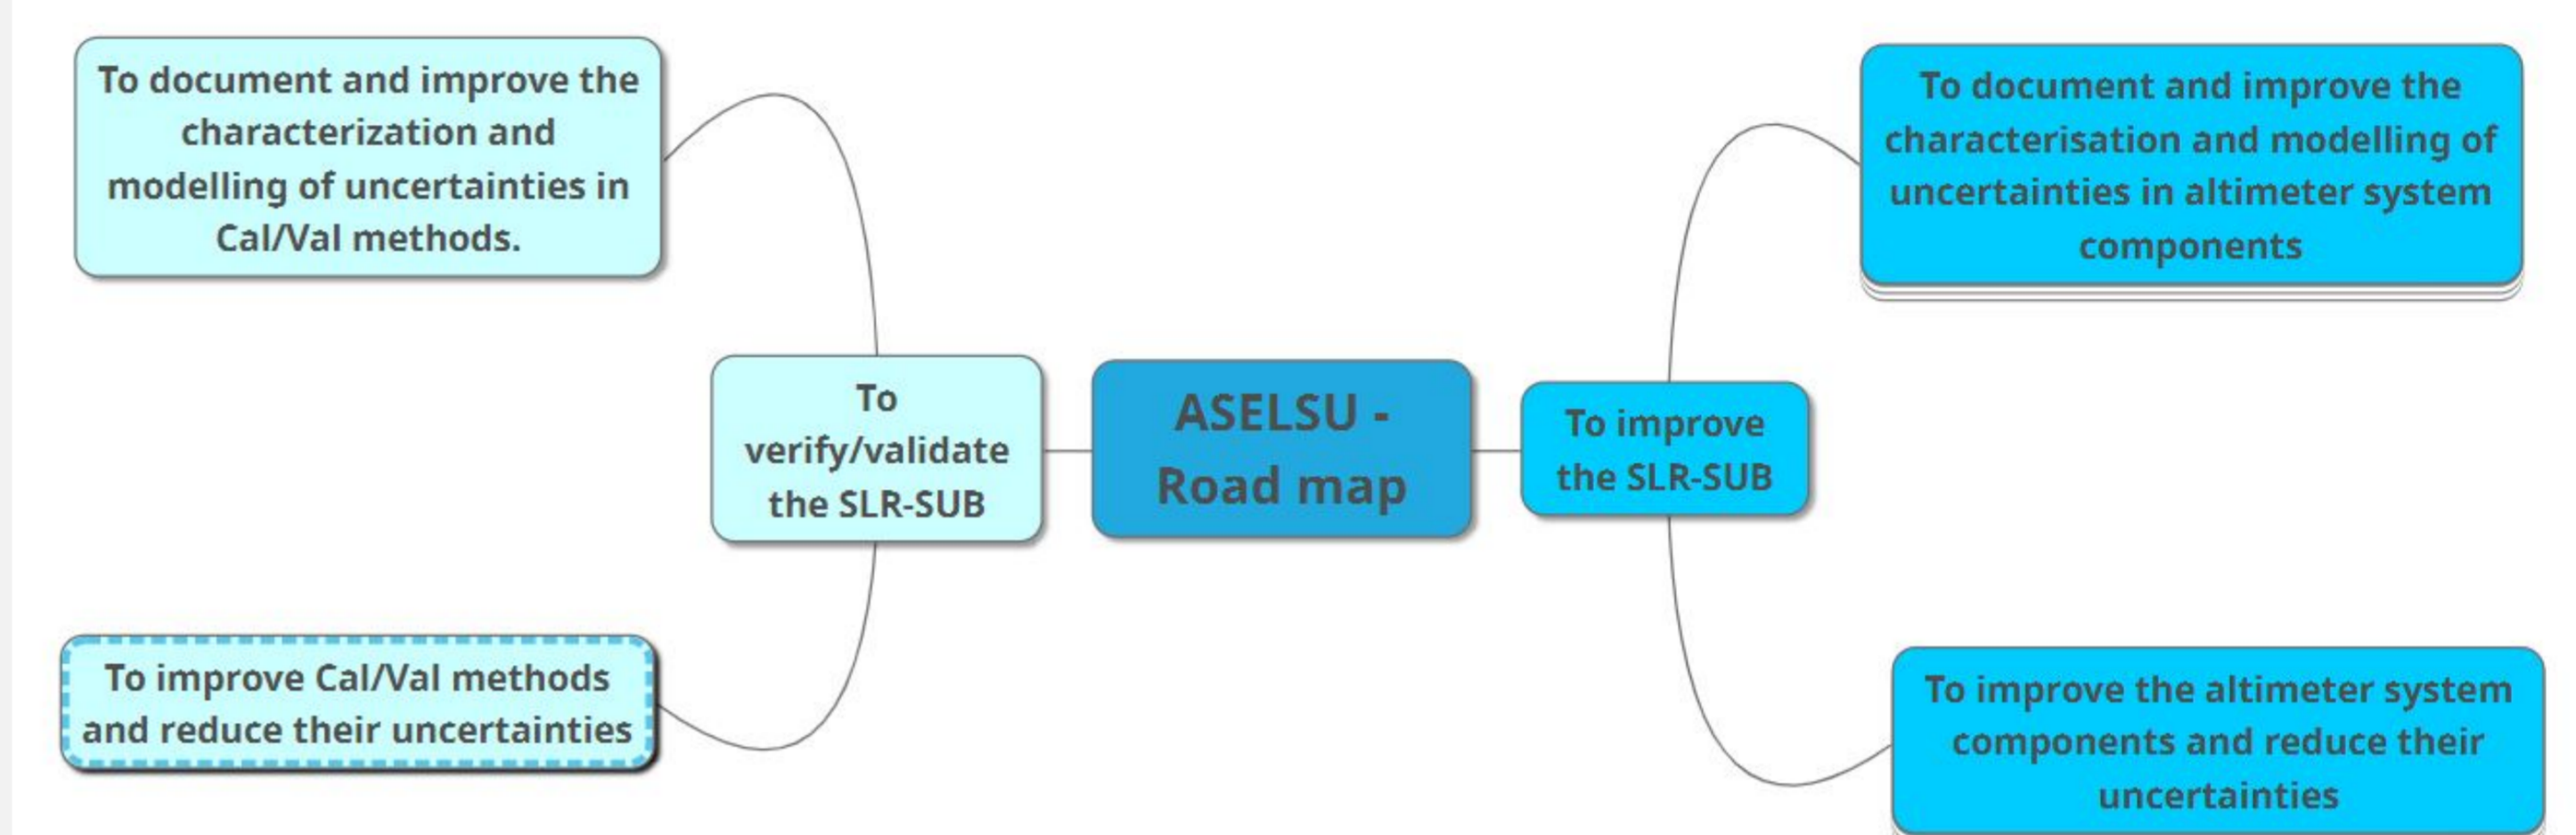 To document and improve the
characterization and
modelling of uncertainties in
Cal/Val methods.
To
verify/validate
the SLR-SUB
To improve Cal/Val methods
and reduce their uncertainties
ASELSU -
Road map
To improve
the SLR-SUB
To document and improve the
characterisation and modelling of
uncertainties in altimeter system
components
To improve the altimeter system
components and reduce their
uncertainties